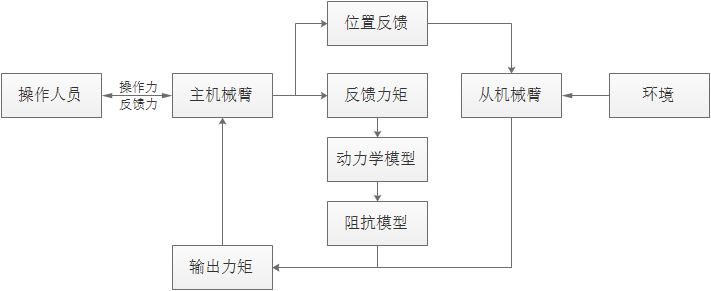 位置反馈
操作人员
操作力
反馈力
主机械臂
反馈力矩
从机械臂
环境
动力学模型
阻抗模型
输出力矩